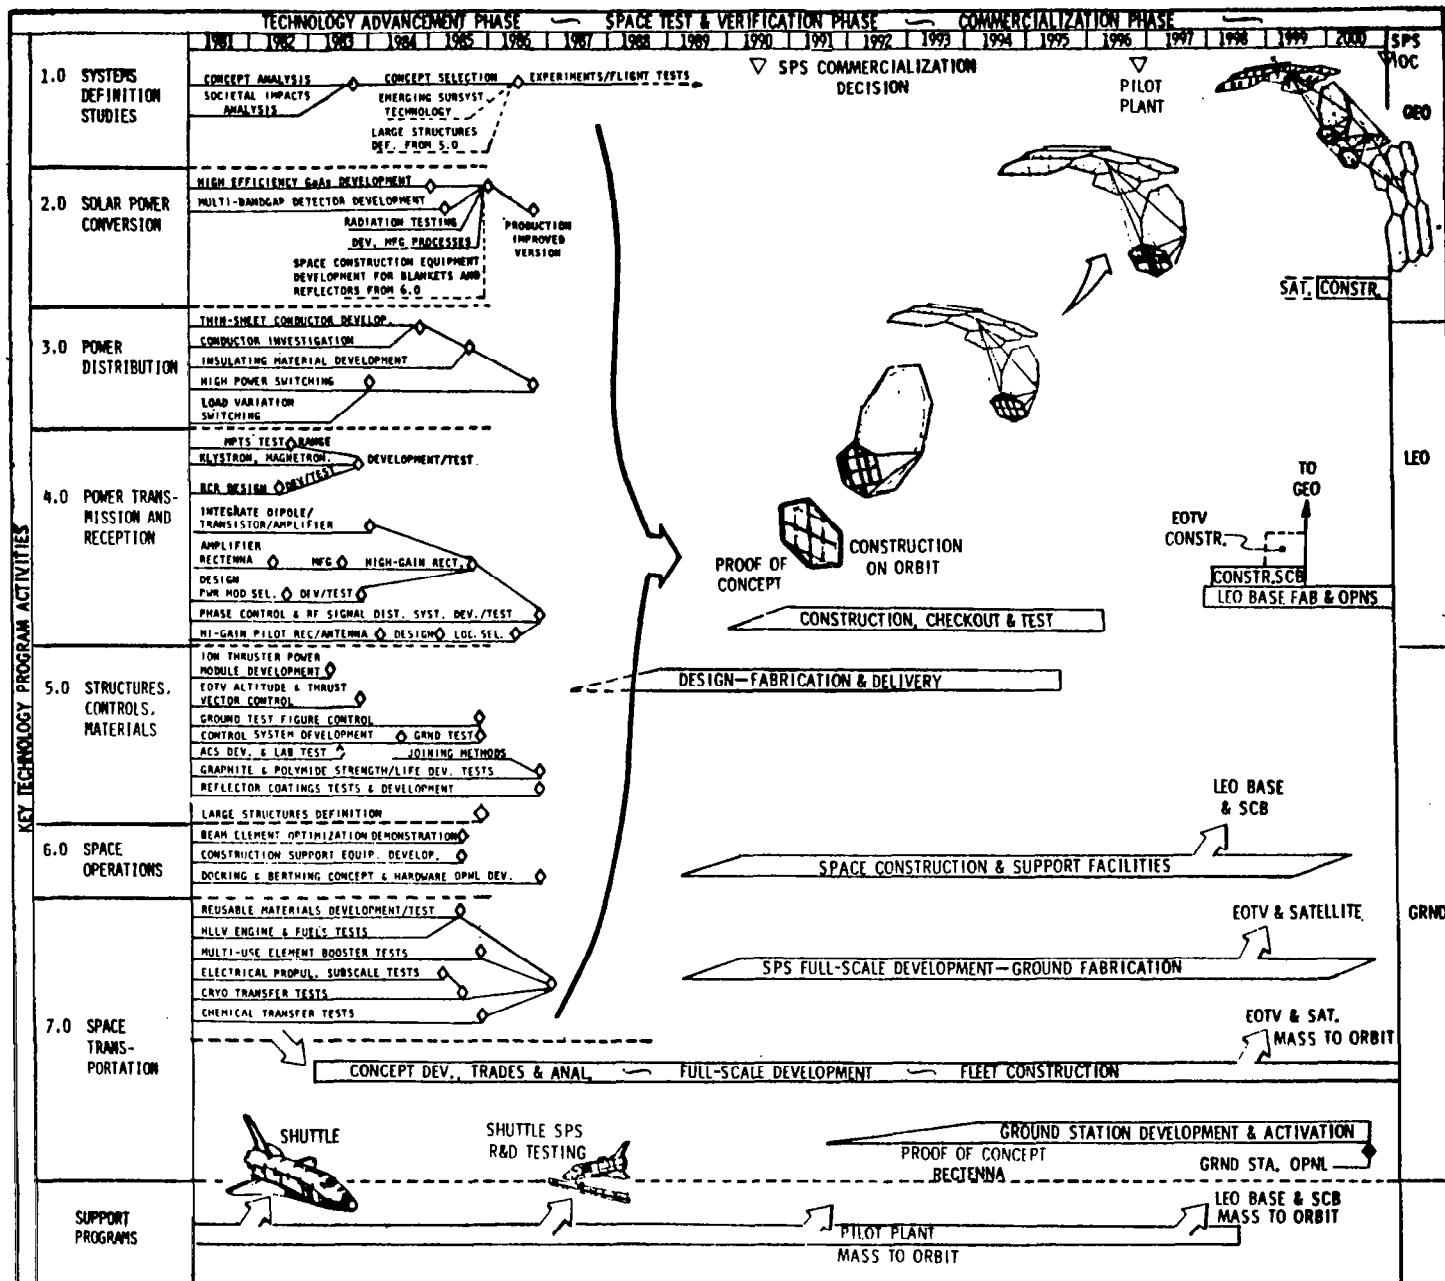 TECHNOLOGY ADVANCEMENT PHASE — SPACE TEST & VERIFICATION PHASE — COMMERCIALIZATION PHASE
1981 1982 1983 1984 1985 1986 1987 1988 1989 1990 1991 1992 1993 1994 1995 1996 1997 1998 1999 2000 SPS
IOC
KEY TECHNOLOGY PROGRAM ACTIVITIES
1.0 SYSTEMS
DEFINITION
STUDIES
CONCEPT ANALYSIS
SOCIETAL IMPACTS
ANALYSIS
CONCEPT SELECTION
EMERGING SUBSYST
TECHNOLOGY
LARGE STRUCTURES
DEF. FROM 5.0
EXPERIMENTS/FLIGHT TESTS
SPS COMMERCIALIZATION
DECISION
PILOT
PLANT
GEO
2.0 SOLAR POWER
CONVERSION
HIGH EFFICIENCY GaAs DEVELOPMENT
MULTI-BANDGAP DETECTOR DEVELOPMENT
RADIATION TESTING
DEV, MFG PROCESSES
SPACE CONSTRUCTION EQUIPMENT
DEVELOPMENT FOR BLANKETS AND
REFLECTORS FROM 6.0
PRODUCTION
IMPROVED
VERSION
SAT. CONSTR.
3.0 POWER
DISTRIBUTION
THIN-SHEET CONDUCTOR DEVELOP.
CONDUCTOR INVESTIGATION
INSULATING MATERIAL DEVELOPMENT
HIGH POWER SWITCHING
LOAD VARIATION
SWITCHING
4.0 POWER TRANS-
MISSION AND
RECEPTION
MPTS TEST RANGE
KLYSTRON, MAGNETRON.
DEVELOPMENT/TEST
RCR DESIGN DEV/TEST
INTEGRATE DIPOLE/
TRANSISTOR/AMPLIFIER
AMPLIFIER
RECTENNA MFG HIGH-GAIN RECT.
DESIGN
PWR MOD SEL. DEV/TEST
PHASE CONTROL & RF SIGNAL DIST. SYST. DEV./TEST
HI-GAIN PILOT REC/ANTENNA DESIGN LOC. SEL.
PROOF OF
CONCEPT
CONSTRUCTION
ON ORBIT
LEO
TO
GEO
EOTV
CONSTR.
CONSTR.SCB
LEO BASE FAB & OPNS
CONSTRUCTION, CHECKOUT & TEST
5.0 STRUCTURES,
CONTROLS,
MATERIALS
ION THRUSTER POWER
MODULE DEVELOPMENT
EOTV ALTITUDE & THRUST
VECTOR CONTROL
GROUND TEST FIGURE CONTROL
CONTROL SYSTEM DEVELOPMENT GRND TEST
ACS DEV. & LAB TEST JOINING METHODS
GRAPHITE & POLYMIDE STRENGTH/LIFE DEV. TESTS
REFLECTOR COATINGS TESTS & DEVELOPMENT
LARGE STRUCTURES DEFINITION
DESIGN—FABRICATION & DELIVERY
6.0 SPACE
OPERATIONS
BEAM ELEMENT OPTIMIZATION DEMONSTRATION
CONSTRUCTION SUPPORT EQUIP. DEVELOP.
DOCKING & BERTHING CONCEPT & HARDWARE OPNL DEV.
LEO BASE
& SCB
SPACE CONSTRUCTION & SUPPORT FACILITIES
7.0 SPACE
TRANS-
PORTATION
REUSABLE MATERIALS DEVELOPMENT/TEST
HLLV ENGINE & FUELS TESTS
MULTI-USE ELEMENT BOOSTER TESTS
ELECTRICAL PROPUL. SUBSCALE TESTS
CRYO TRANSFER TESTS
CHEMICAL TRANSFER TESTS
EOTV & SATELLITE
GRND
SPS FULL-SCALE DEVELOPMENT—GROUND FABRICATION
EOTV & SAT.
MASS TO ORBIT
CONCEPT DEV., TRADES & ANAL. — FULL-SCALE DEVELOPMENT — FLEET CONSTRUCTION
SHUTTLE
SHUTTLE SPS
R&D TESTING
GROUND STATION DEVELOPMENT & ACTIVATION
PROOF OF CONCEPT
RECTENNA
GRND STA. OPNL
SUPPORT
PROGRAMS
LEO BASE & SCB
MASS TO ORBIT
PILOT PLANT
MASS TO ORBIT